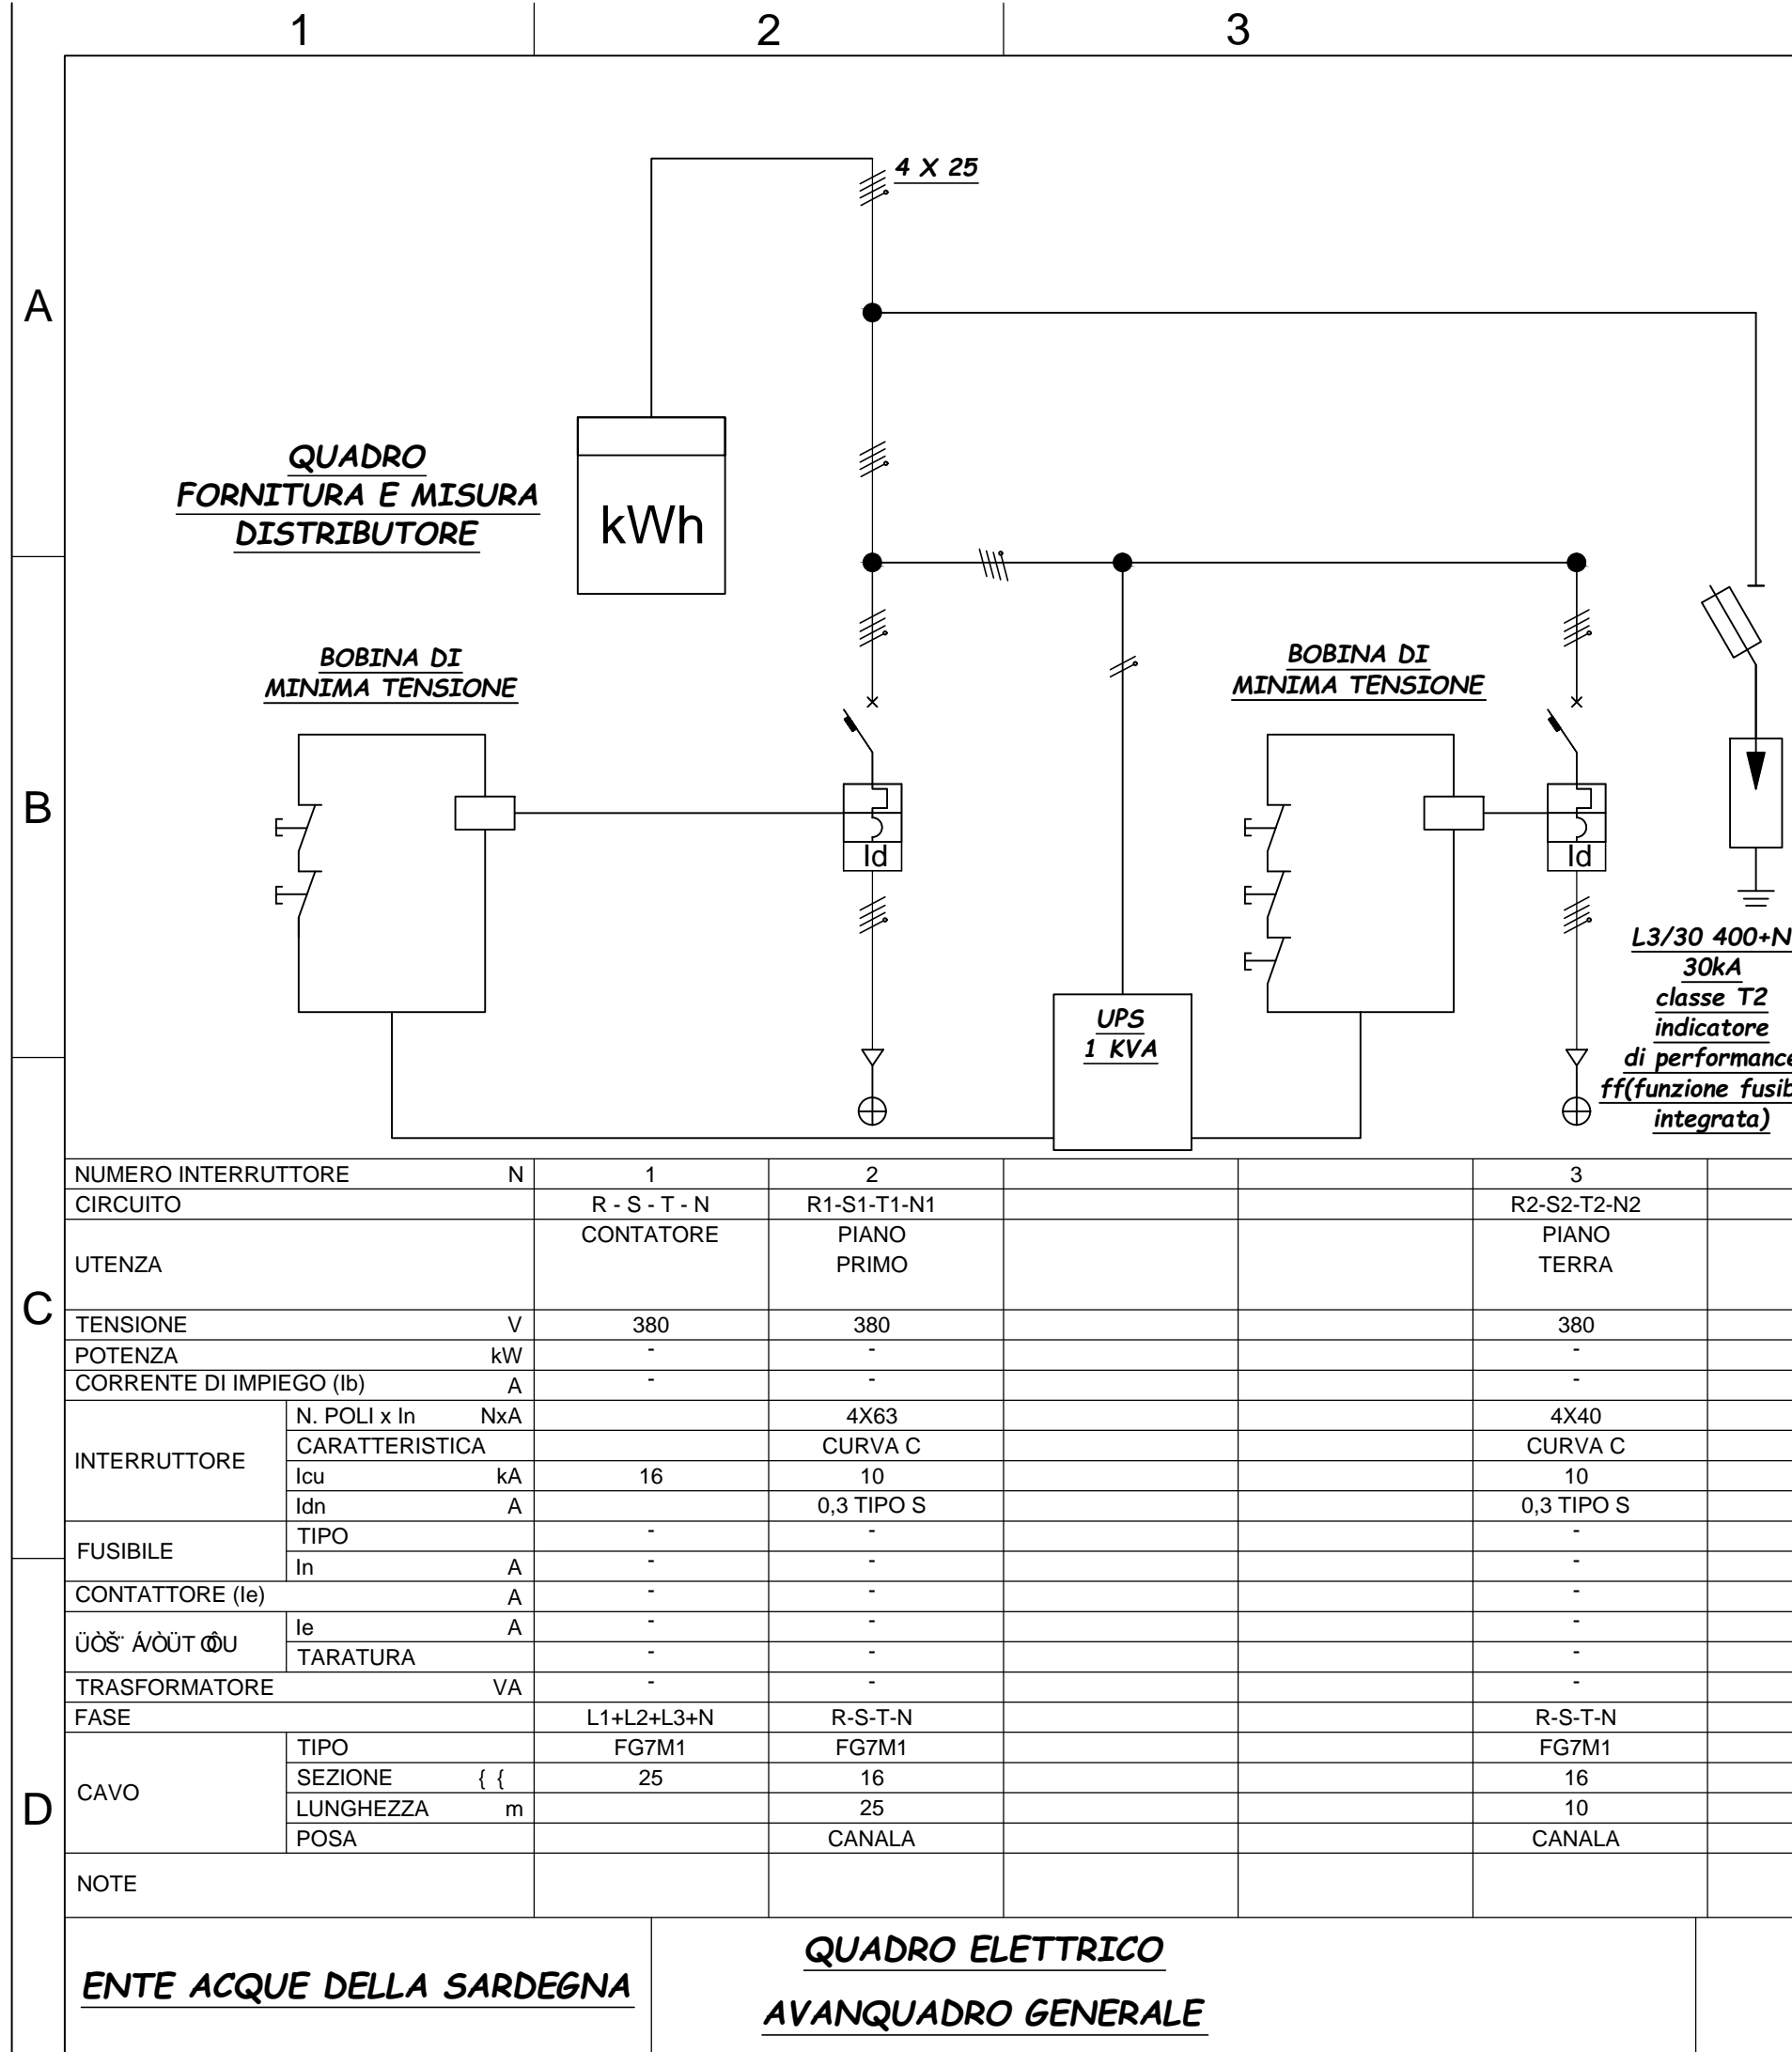 1 2 3
4 X 25
A
QUADRO
FORNITURA E MISURA
DISTRIBUTORE
kWh
BOBINA DI
MINIMA TENSIONE
BOBINA DI
MINIMA TENSIONE
B
Id
Id
L3/30 400+N
30kA
classe T2
indicatore
di performance
ff(funzione fusib
integrata)
UPS
1 KVA
NUMERO INTERRUTTORE N 1 2 3
CIRCUITO R - S - T - N R1-S1-T1-N1 R2-S2-T2-N2
UTENZA CONTATORE PIANO PRIMO PIANO TERRA
C
TENSIONE V 380 380 380
POTENZA kW - - -
CORRENTE DI IMPIEGO (Ib) A - - -
INTERRUTTORE
N. POLI x In NxA 4X63 4X40
CARATTERISTICA CURVA C CURVA C
Icu kA 16 10 10
Idn A 0,3 TIPO S 0,3 TIPO S
FUSIBILE
TIPO - - -
In A - - -
CONTATTORE (Ie) A - - -
Ie A - - -
TARATURA - - -
TRASFORMATORE VA - - -
FASE L1+L2+L3+N R-S-T-N R-S-T-N
D
CAVO
TIPO FG7M1 FG7M1 FG7M1
SEZIONE { { 25 16 16
LUNGHEZZA m 25 10
POSA CANALA CANALA
NOTE
ENTE ACQUE DELLA SARDEGNA
QUADRO ELETTRICO
AVANQUADRO GENERALE